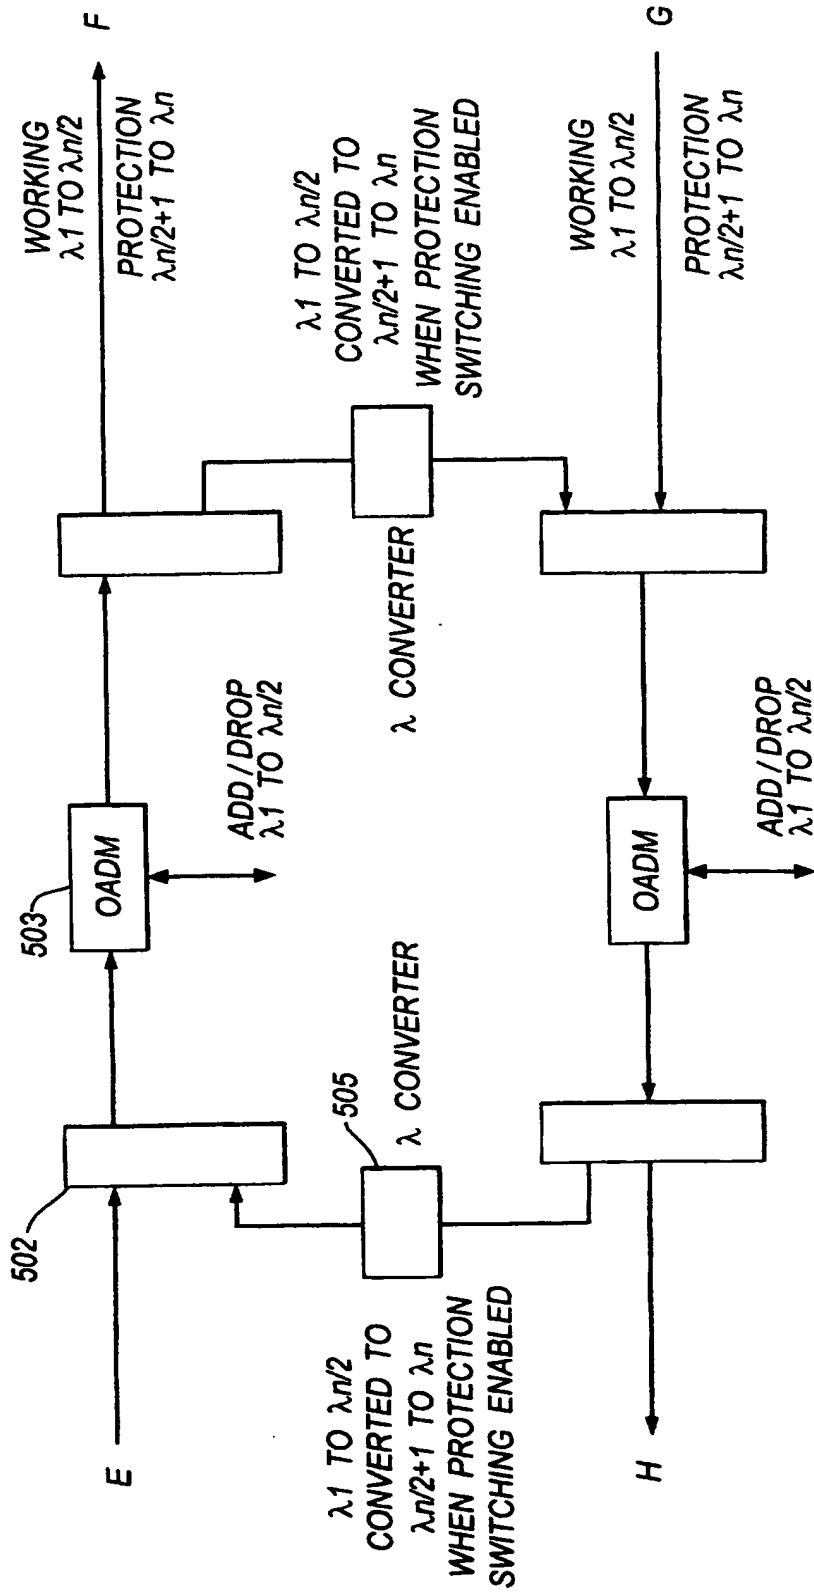 502
503
E
F
WORKING
λ1 TO λn/2
PROTECTION
λn/2+1 TO λn
OADM
ADD/DROP
λ1 TO λn/2
λ1 TO λn/2
CONVERTED TO
λn/2+1 TO λn
WHEN PROTECTION
SWITCHING ENABLED
505
λ CONVERTER
λ CONVERTER
λ1 TO λn/2
CONVERTED TO
λn/2+1 TO λn
WHEN PROTECTION
SWITCHING ENABLED
WORKING
λ1 TO λn/2
PROTECTION
λn/2+1 TO λn
H
OADM
G
ADD/DROP
λ1 TO λn/2